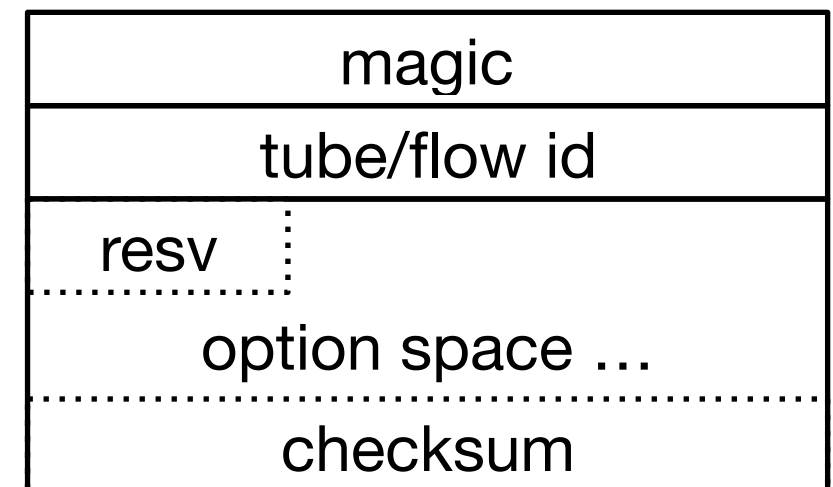 magic
tube/flow id
resv
option space …
checksum